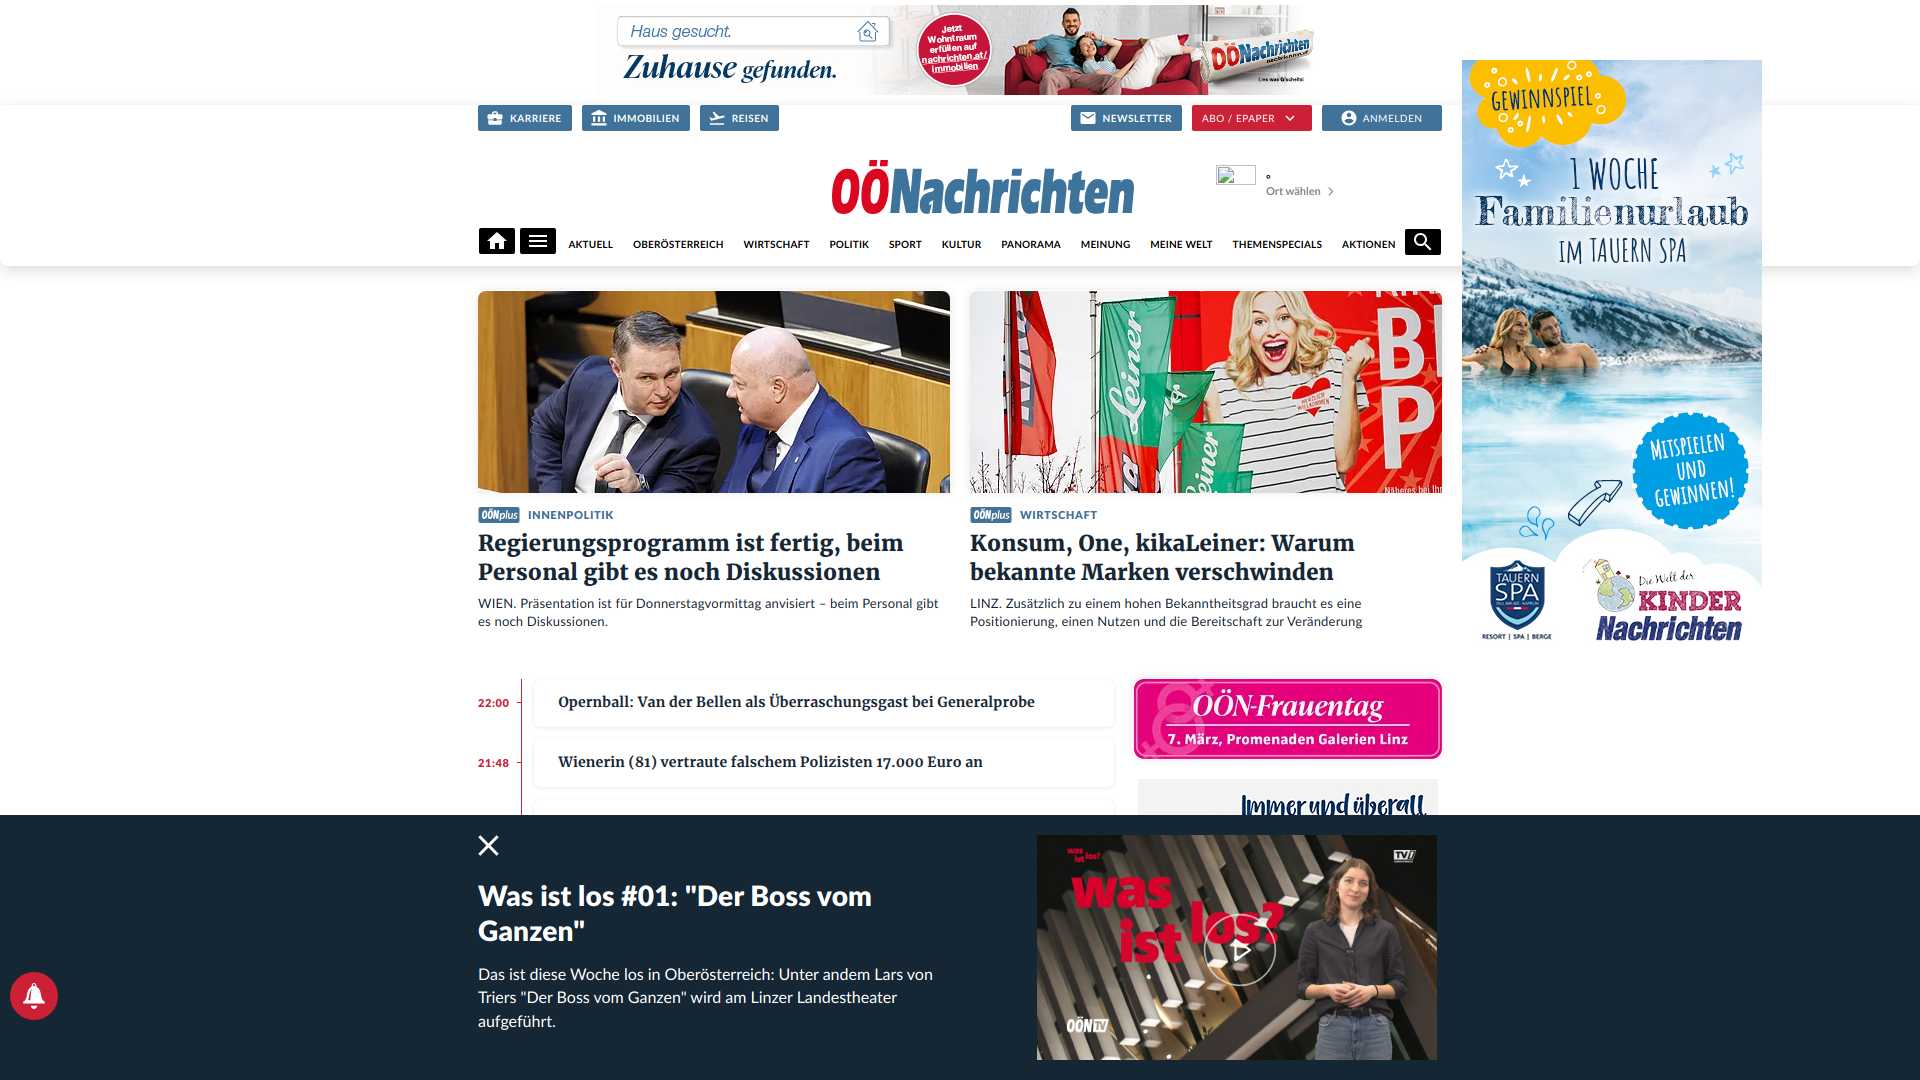 Haus gesucht.
Zuhause gefunden.
Jetzt
Wohntraum
erfüllen auf
nachrichten.at/
immobilien
OÖNachrichten
KARRIERE
IMMOBILIEN
REISEN
NEWSLETTER
ABO / EPAPER
ANMELDEN
OÖNachrichten
°
Ort wählen
AKTUELL
OBERÖSTERREICH
WIRTSCHAFT
POLITIK
SPORT
KULTUR
PANORAMA
MEINUNG
MEINE WELT
THEMENSPECIALS
AKTIONEN
GEWINNSPIEL
1 WOCHE
Familienurlaub
IM TAUERN SPA
MITSPIELEN
UND
GEWINNEN!
TAUERN
SPA
RESORT | SPA | BERGE
Die Welt der
KINDER
Nachrichten
Leiner
Leiner
OÖNplus INNENPOLITIK
Regierungsprogramm ist fertig, beim
Personal gibt es noch Diskussionen
WIEN. Präsentation ist für Donnerstagvormittag anvisiert – beim Personal gibt
es noch Diskussionen.
OÖNplus WIRTSCHAFT
Konsum, One, kikaLeiner: Warum
bekannte Marken verschwinden
LINZ. Zusätzlich zu einem hohen Bekanntheitsgrad braucht es eine
Positionierung, einen Nutzen und die Bereitschaft zur Veränderung
22:00 Opernball: Van der Bellen als Überraschungsgast bei Generalprobe
21:48 Wienerin (81) vertraute falschem Polizisten 17.000 Euro an
OÖN-Frauentag
7. März, Promenaden Galerien Linz
Immer und überall
Was ist los #01: "Der Boss vom
Ganzen"
Das ist diese Woche los in Oberösterreich: Unter andem Lars von
Triers "Der Boss vom Ganzen" wird am Linzer Landestheater
aufgeführt.
was
ist los?
TV1
was
ist los?
OÖNTV